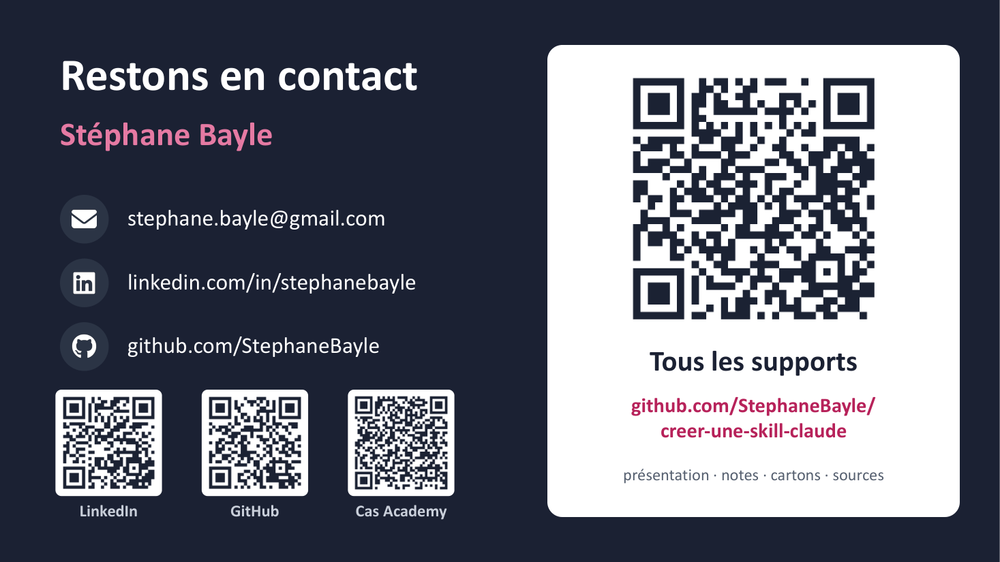 Restons en contact
Stéphane Bayle
stephane.bayle@gmail.com
linkedin.com/in/stephanebayle
github.com/StephaneBayle
LinkedIn
GitHub
Cas Academy
Tous les supports
github.com/StephaneBayle/
creer-une-skill-claude
présentation · notes · cartons · sources